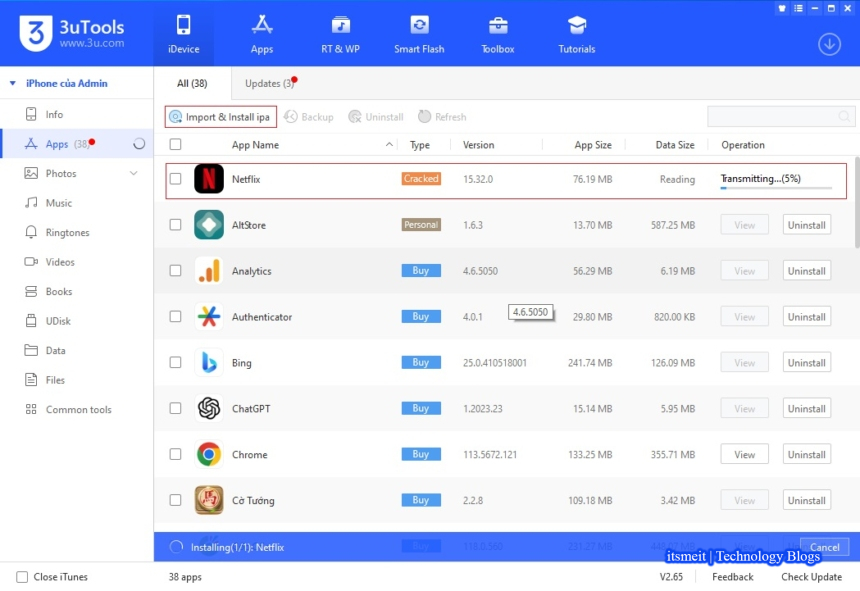 3uTools
www.3u.com
iDevice
Apps
RT & WP
Smart Flash
Toolbox
Tutorials
iPhone của Admin
All (38)
Updates (3)
Info
Apps (38)
Photos
Music
Ringtones
Videos
Books
UDisk
Data
Files
Common tools
Import & Install ipa Backup Uninstall Refresh
App Name Type Version App Size Data Size Operation
Netflix Cracked 15.32.0 76.19 MB Reading Transmitting...(5%)
AltStore Personal 1.6.3 13.70 MB 587.25 MB View Uninstall
Analytics Buy 4.6.5050 56.29 MB 6.19 MB View Uninstall
Authenticator Buy 4.0.1 4.6.5050 29.80 MB 820.00 KB View Uninstall
Bing Buy 25.0.410518001 241.74 MB 126.09 MB View Uninstall
ChatGPT Buy 1.2023.23 15.14 MB 5.95 MB View Uninstall
Chrome Buy 113.5672.121 133.25 MB 355.71 MB View Uninstall
Cờ Tướng Buy 2.2.8 109.18 MB 3.42 MB View Uninstall
Installing(1/1): Netflix Buy Cancel
itsmeit | Technology Blogs
Close iTunes 38 apps V2.65 Feedback Check Update